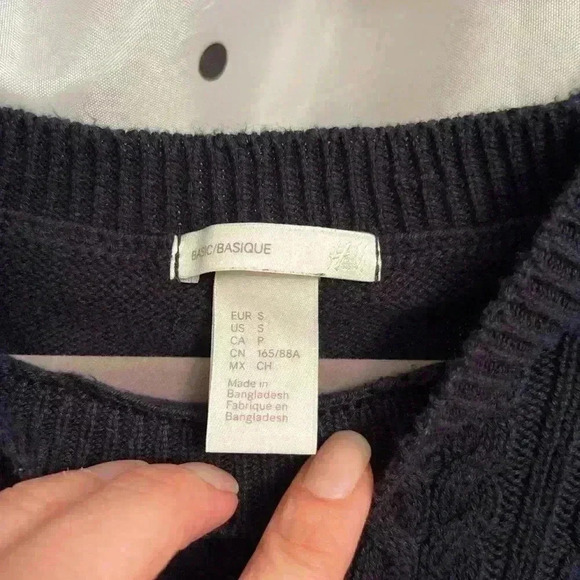 BASIC/BASIQUE H&M
EUR S
US S
CA P
CN 165/88A
MX CH
Made in
Bangladesh
Fabriqué en
Bangladesh